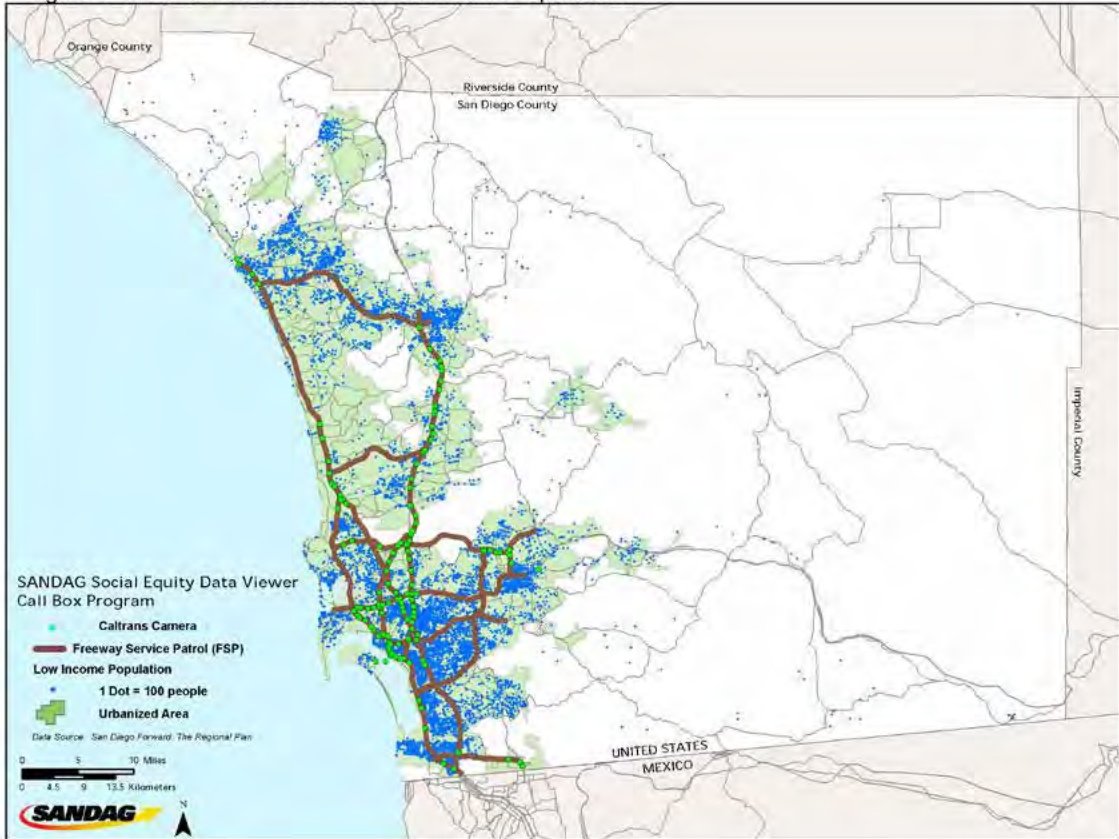 Orange County
Riverside County
San Diego County
Imperial County
SANDAG Social Equity Data Viewer
Call Box Program
Caltrans Camera
Freeway Service Patrol (FSP)
Low Income Population
1 Dot = 100 people
Urbanized Area
Data Source: San Diego Forward: The Regional Plan
0 5 10 Miles
0 4.5 9 13.5 Kilometers
SANDAG
N
UNITED STATES
MEXICO